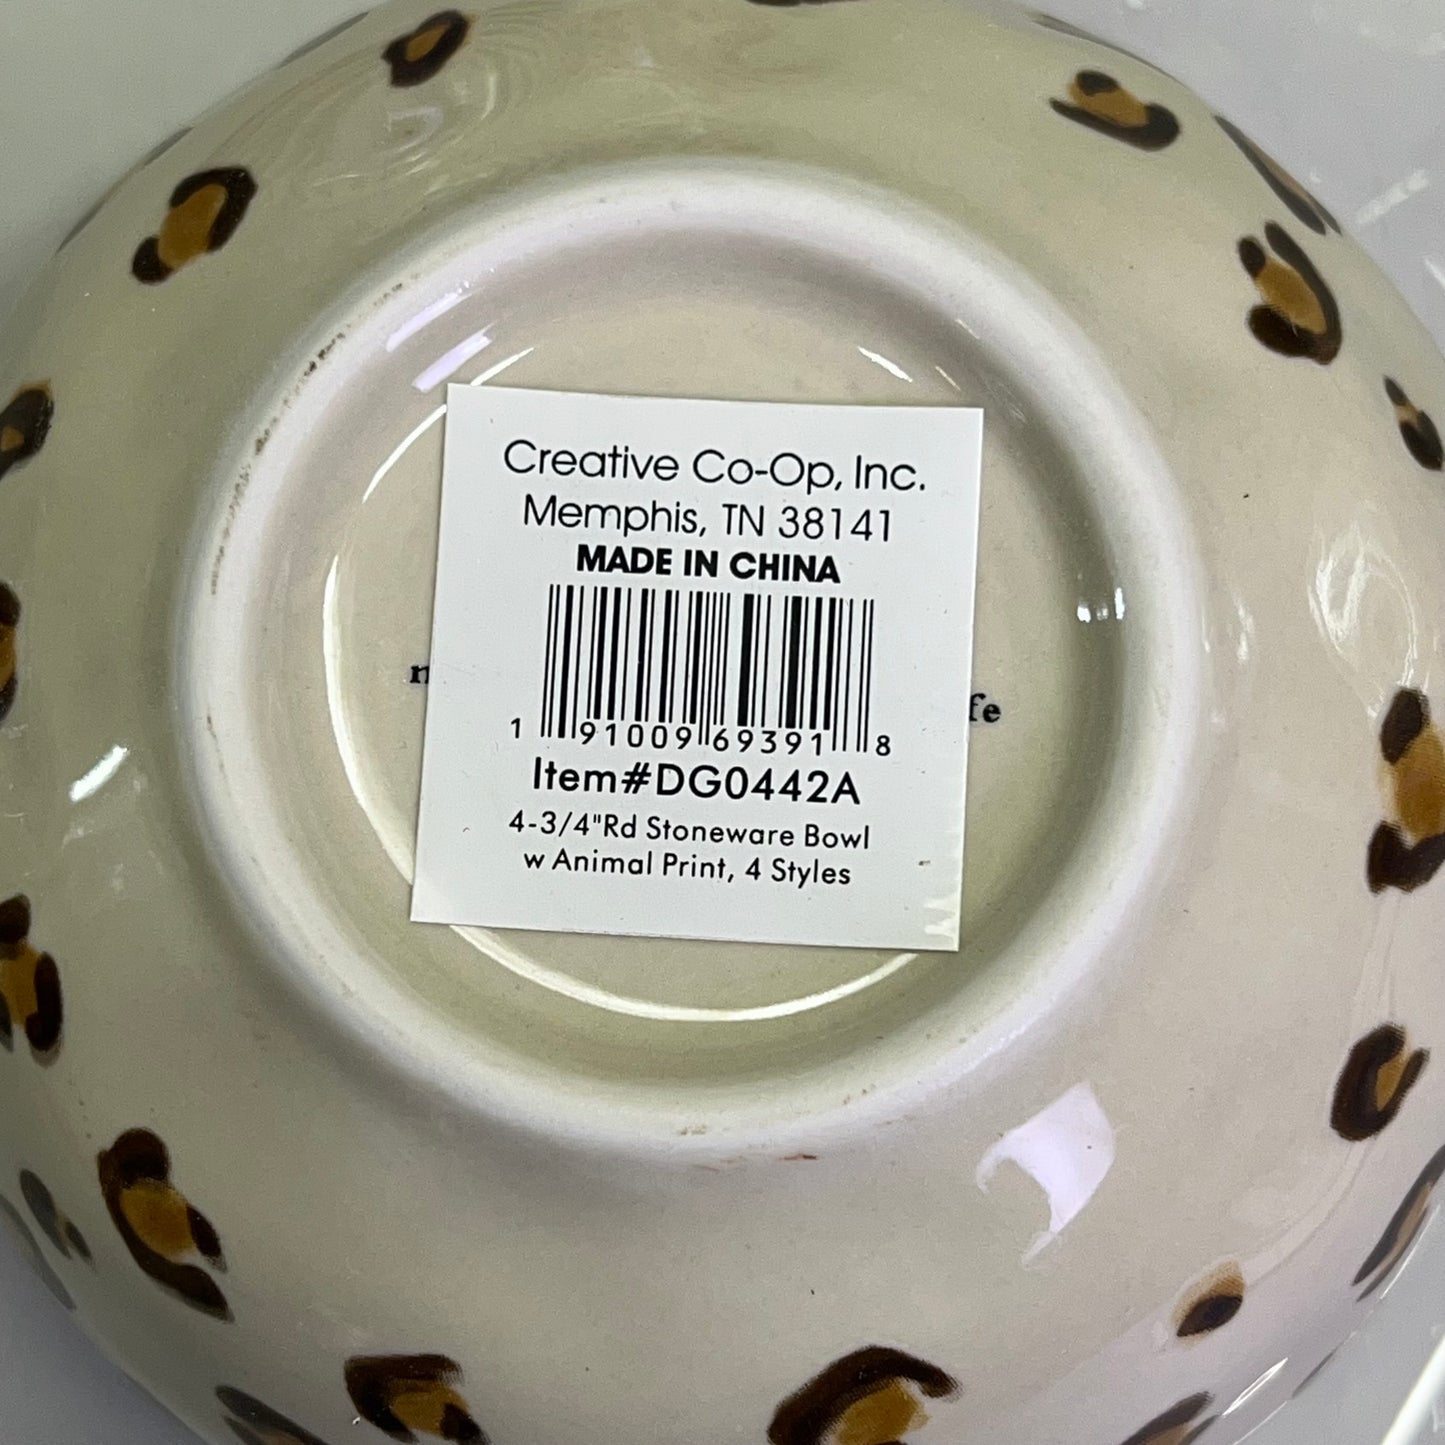 Creative Co-Op, Inc.
Memphis, TN 38141
MADE IN CHINA
1 91009 69391 8
Item#DG0442A
4-3/4"Rd Stoneware Bowl
w Animal Print, 4 Styles